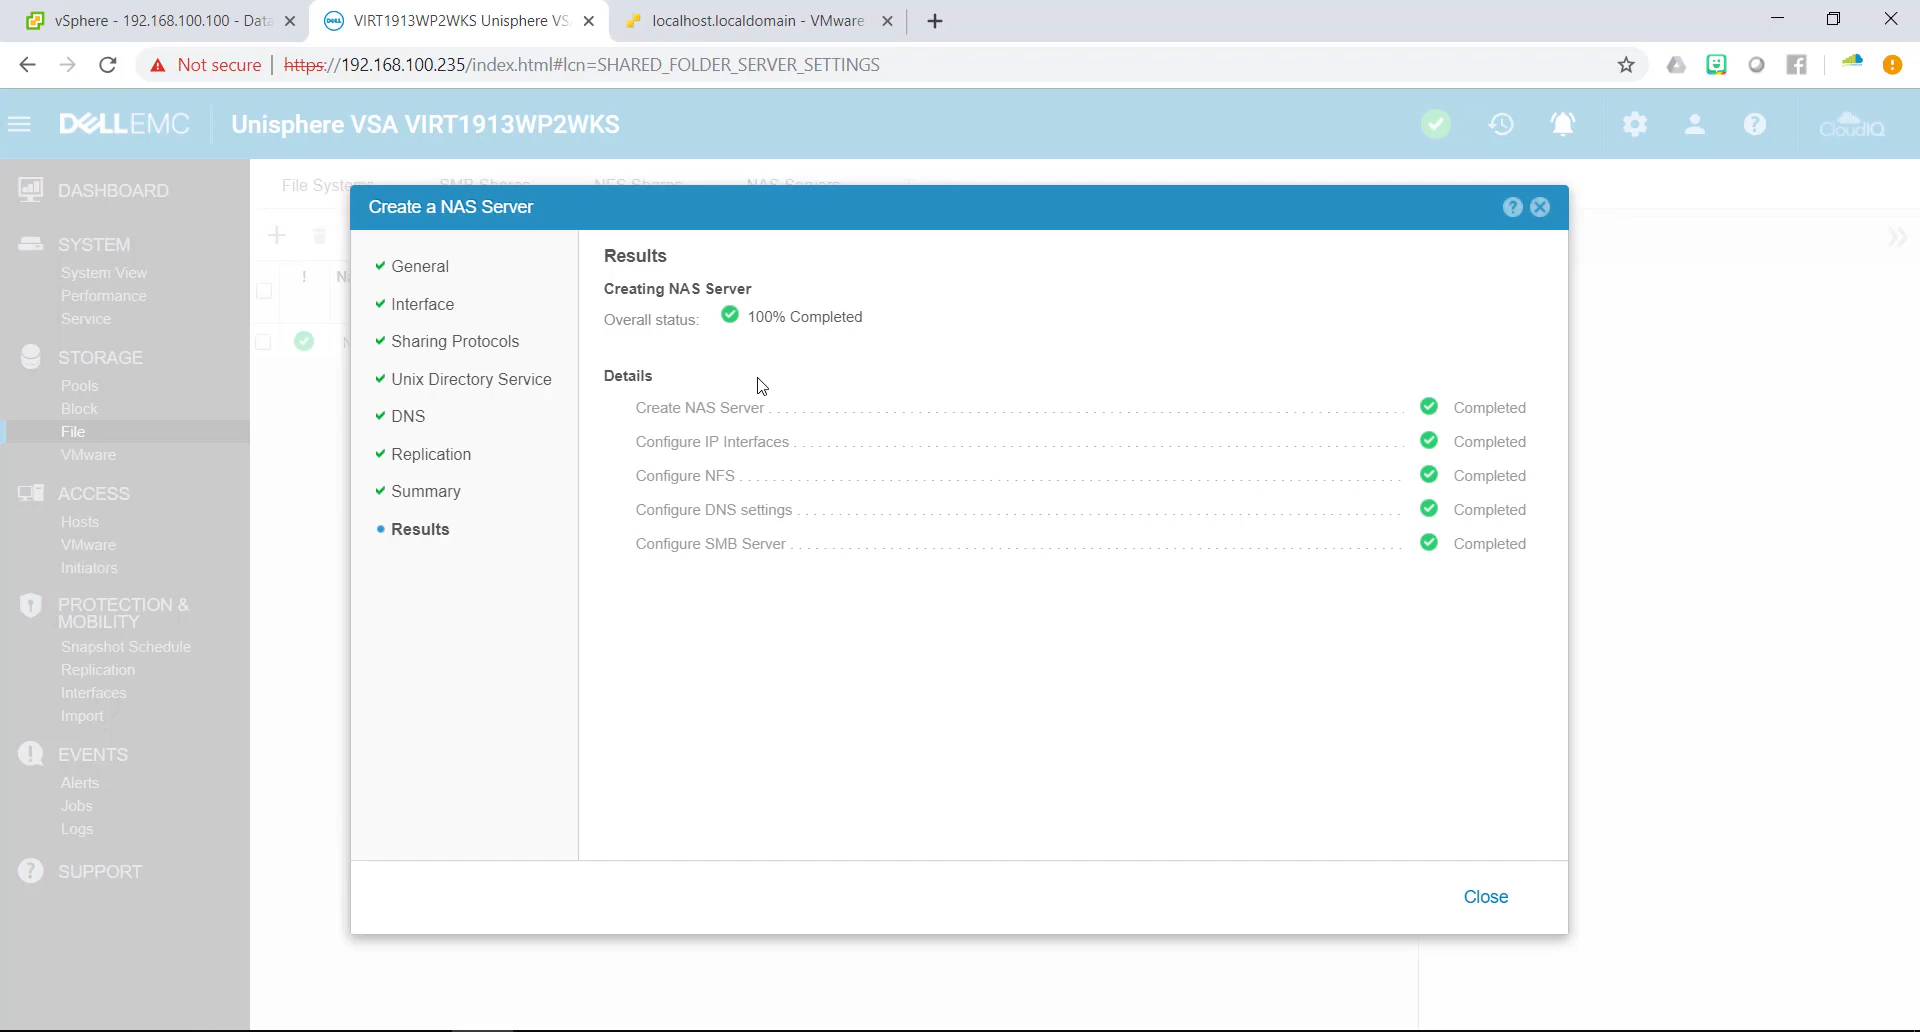 vSphere - 192.168.100.100 - Data
VIRT1913WP2WKS Unisphere VS
localhost.localdomain - VMware
Not secure
https://192.168.100.235/index.html#lcn=SHARED_FOLDER_SERVER_SETTINGS
DELLEMC
Unisphere VSA VIRT1913WP2WKS
CloudIQ
DASHBOARD
SYSTEM
System View
Performance
Service
STORAGE
Pools
Block
File
VMware
ACCESS
Hosts
VMware
Initiators
PROTECTION &
MOBILITY
Snapshot Schedule
Replication
Interfaces
Import
EVENTS
Alerts
Jobs
Logs
SUPPORT
File Systems
SMB Shares
NFS Shares
NAS Servers
!
Na
N
Create a NAS Server
General
Interface
Sharing Protocols
Unix Directory Service
DNS
Replication
Summary
Results
Results
Creating NAS Server
Overall status: 100% Completed
Details
Create NAS Server Completed
Configure IP Interfaces Completed
Configure NFS Completed
Configure DNS settings Completed
Configure SMB Server Completed
Close